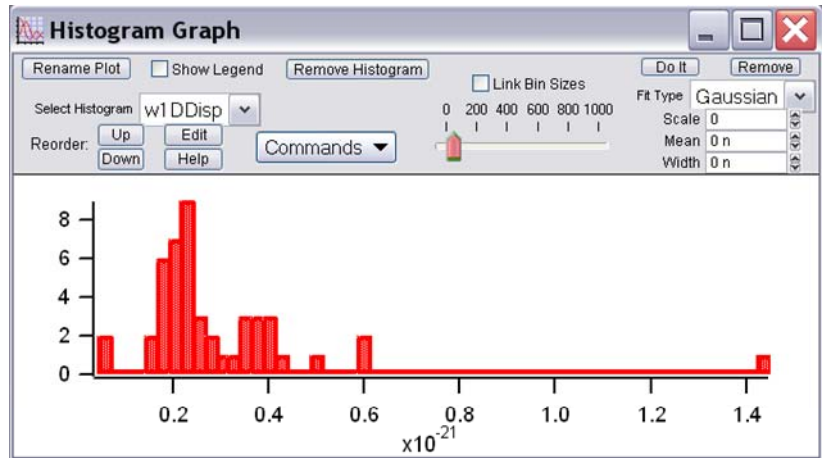 Histogram Graph
Rename Plot Show Legend Remove Histogram Do It Remove
Link Bin Sizes
Select Histogram w1DDisp 0 200 400 600 800 1000 Fit Type Gaussian
Scale 0
Reorder: Up Edit Commands Mean 0 n
Down Help Width 0 n
8
6
4
2
0
0.2 0.4 0.6 0.8 1.0 1.2 1.4
x10-21